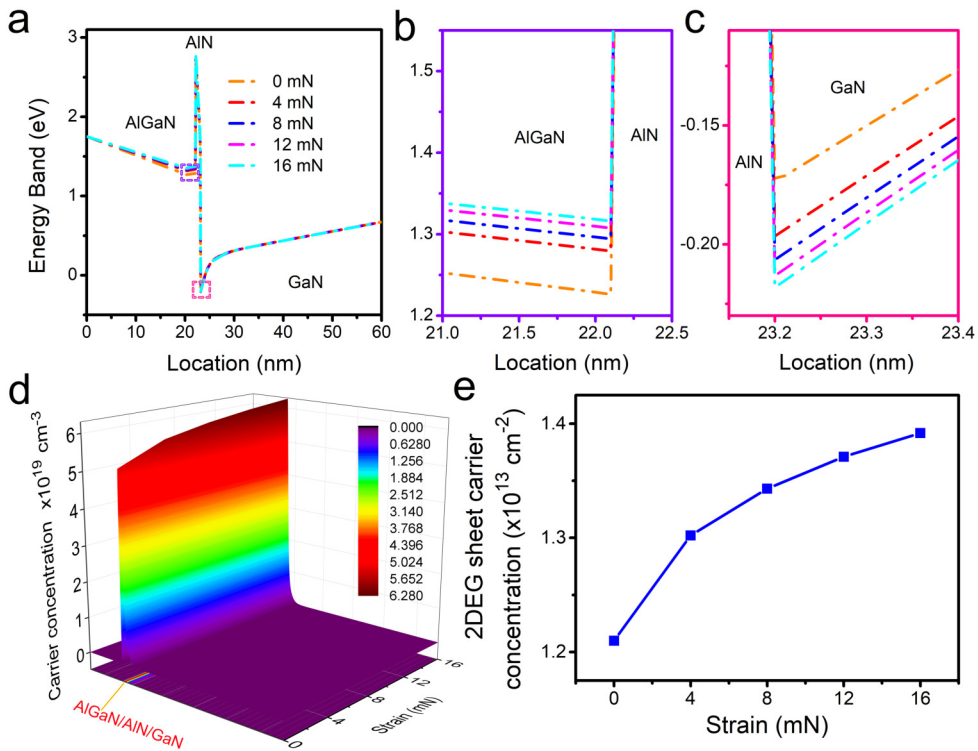 a
AlN
AlGaN
0 mN
4 mN
8 mN
12 mN
16 mN
GaN
3
2
1
0
Energy Band (eV)
0 10 20 30 40 50 60
Location (nm)
b
AlGaN
AlN
1.5
1.4
1.3
1.2
21.0 21.5 22.0 22.5
Location (nm)
c
GaN
AlN
-0.15
-0.20
23.2 23.3 23.4
Location (nm)
d
Carrier concentration x10¹⁹ cm⁻³
6
5
4
3
2
1
0
0.000
0.6280
1.256
1.884
2.512
3.140
3.768
4.396
5.024
5.652
6.280
AlGaN/AlN/GaN
0 4 8 12 16
Strain (mN)
e
2DEG sheet carrier
concentration (x10¹³ cm⁻²)
1.4
1.3
1.2
0 4 8 12 16
Strain (mN)